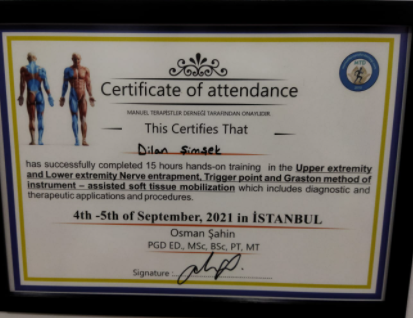 Certificate of attendance
MANUEL TERAPİSTLER DERNEĞİ TARAFINDAN ONAYLIDIR
This Certifies That
Dilan Simsek
has successfully completed 15 hours hands-on training in the Upper extremity
and Lower extremity Nerve entrapment, Trigger point and Graston method of
instrument – assisted soft tissue mobilization which includes diagnostic and
therapeutic applications and procedures.
4th -5th of September, 2021 in İSTANBUL
Osman Şahin
PGD ED., MSc, BSc, PT, MT
Signature :